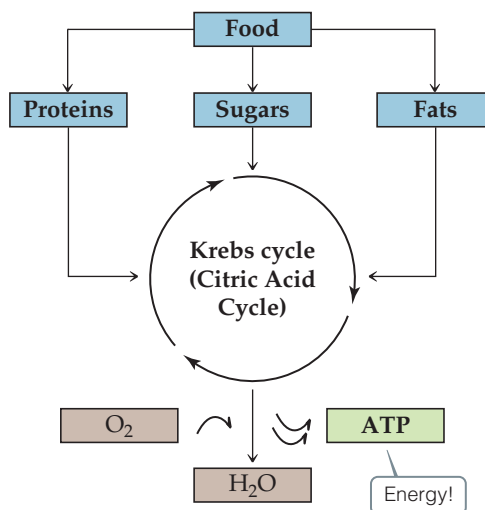 Food
Proteins
Sugars
Fats
Krebs cycle
(Citric Acid
Cycle)
O₂
ATP
H₂O
Energy!